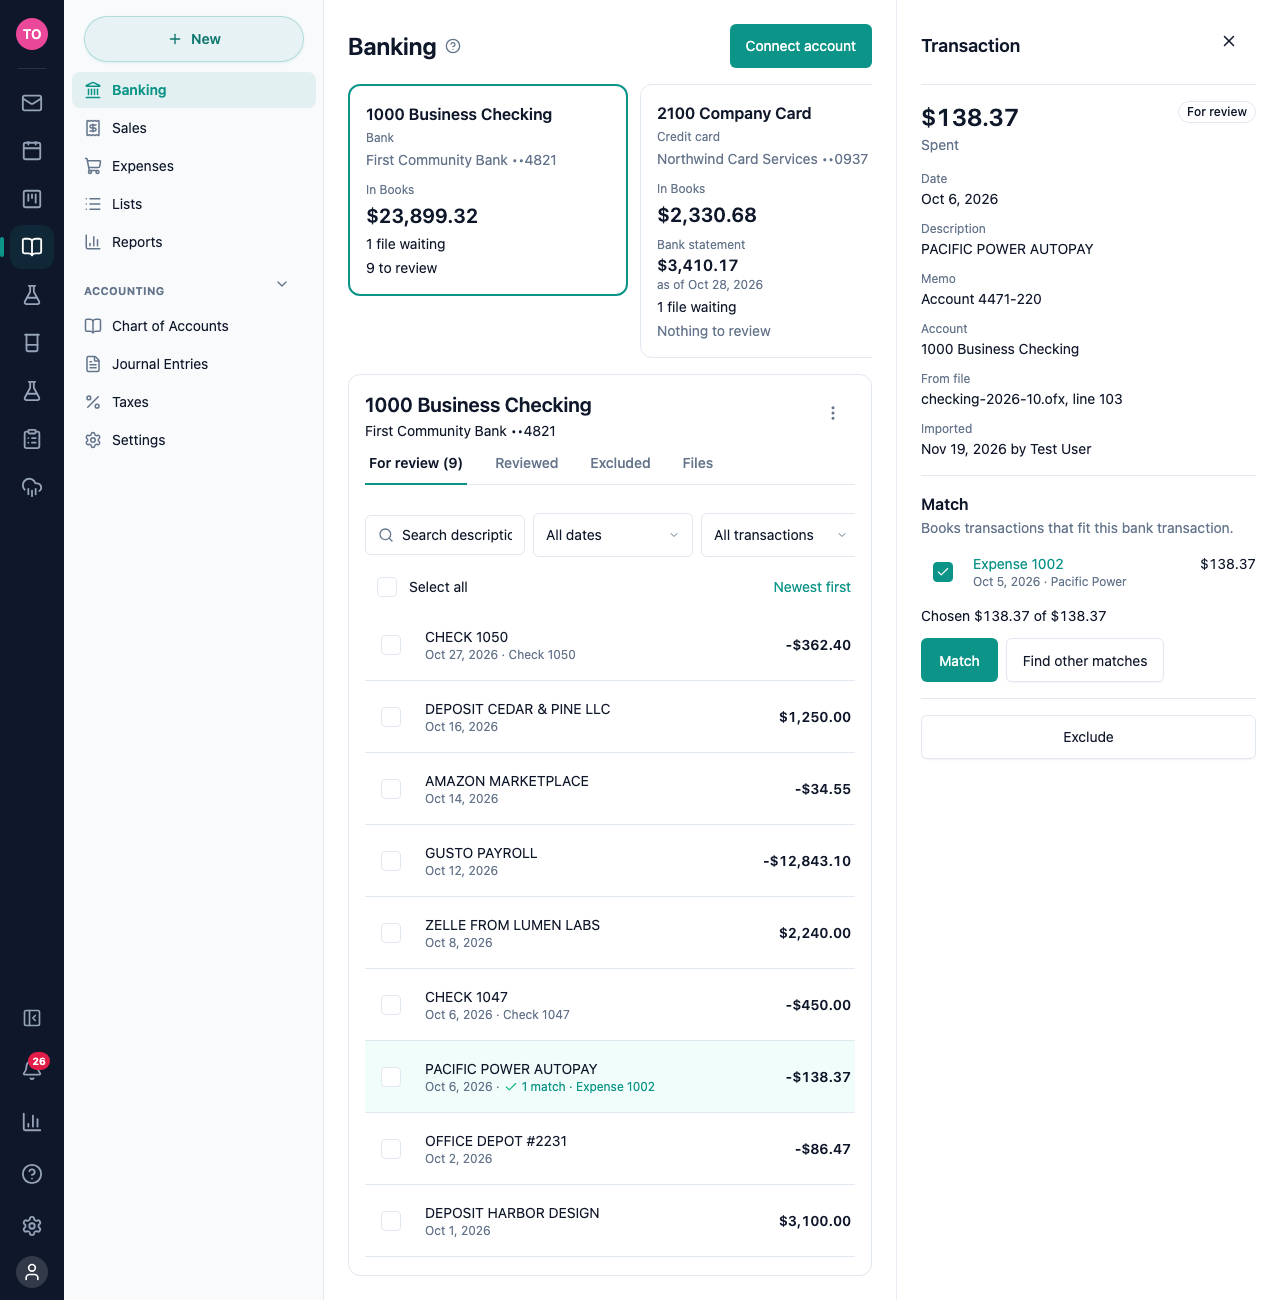 TO
New
Banking
Sales
Expenses
Lists
Reports
ACCOUNTING
Chart of Accounts
Journal Entries
Taxes
Settings
26
Banking
Connect account
1000 Business Checking
Bank
First Community Bank ••4821
In Books
$23,899.32
1 file waiting
9 to review
2100 Company Card
Credit card
Northwind Card Services ••0937
In Books
$2,330.68
Bank statement
$3,410.17
as of Oct 28, 2026
1 file waiting
Nothing to review
1000 Business Checking
First Community Bank ••4821
For review (9)
Reviewed
Excluded
Files
Search descriptic
All dates
All transactions
Select all
Newest first
CHECK 1050
Oct 27, 2026 · Check 1050
-$362.40
DEPOSIT CEDAR & PINE LLC
Oct 16, 2026
$1,250.00
AMAZON MARKETPLACE
Oct 14, 2026
-$34.55
GUSTO PAYROLL
Oct 12, 2026
-$12,843.10
ZELLE FROM LUMEN LABS
Oct 8, 2026
$2,240.00
CHECK 1047
Oct 6, 2026 · Check 1047
-$450.00
PACIFIC POWER AUTOPAY
Oct 6, 2026 · ✓ 1 match · Expense 1002
-$138.37
OFFICE DEPOT #2231
Oct 2, 2026
-$86.47
DEPOSIT HARBOR DESIGN
Oct 1, 2026
$3,100.00
Transaction
$138.37
For review
Spent
Date
Oct 6, 2026
Description
PACIFIC POWER AUTOPAY
Memo
Account 4471-220
Account
1000 Business Checking
From file
checking-2026-10.ofx, line 103
Imported
Nov 19, 2026 by Test User
Match
Books transactions that fit this bank transaction.
Expense 1002
$138.37
Oct 5, 2026 · Pacific Power
Chosen $138.37 of $138.37
Match
Find other matches
Exclude